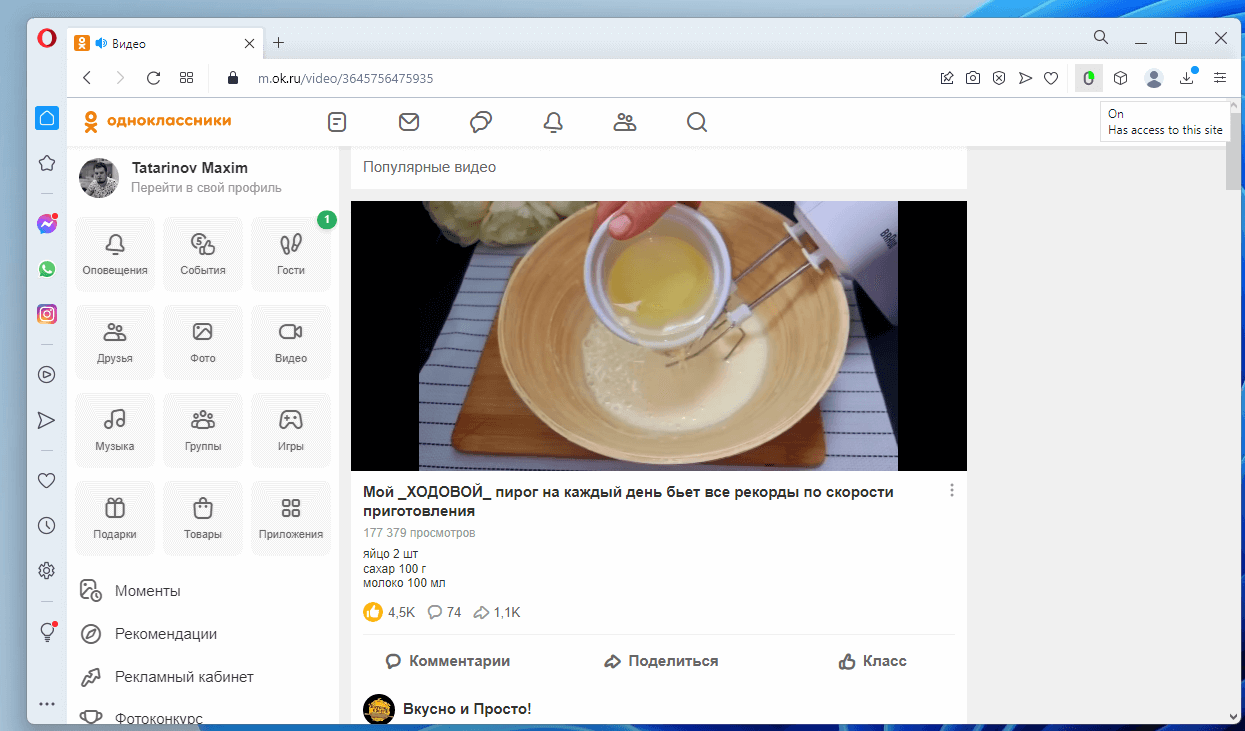 Видео
m.ok.ru/video/3645756475935
On
Has access to this site
одноклассники
Tatarinov Maxim
Перейти в свой профиль
1
Оповещения
События
Гости
Друзья
Фото
Видео
Музыка
Группы
Игры
Подарки
Товары
Приложения
Моменты
Рекомендации
Рекламный кабинет
Фотоконкурс
Популярные видео
BRAUN
Мой _ХОДОВОЙ_ пирог на каждый день бьет все рекорды по скорости
приготовления
177 379 просмотров
яйцо 2 шт
сахар 100 г
молоко 100 мл
4,5K 74 1,1K
Комментарии Поделиться Класс
Вкусно и Просто!